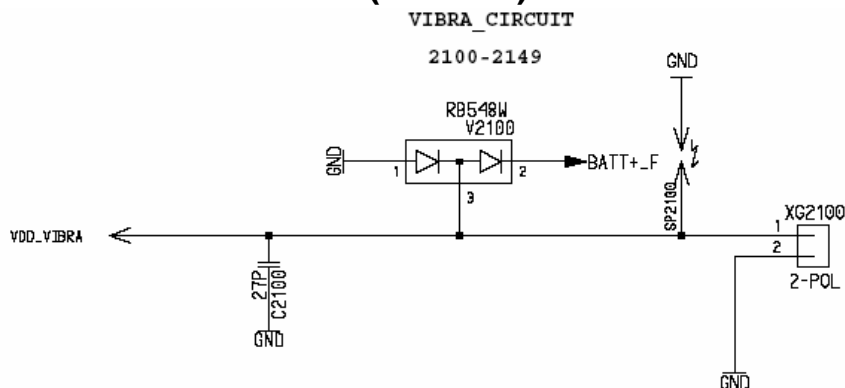 VIBRA_CIRCUIT
2100-2149
GND
RB548W
V2100
GND
1
2
BATT+_F
3
SP2100
XG2100
1
2
VDD_VIBRA
27P
C2100
2-POL
GND
GND